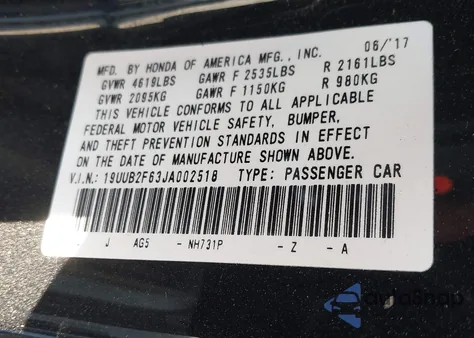 MFD. BY HONDA OF AMERICA MFG., INC. 06/'17
GVWR 4619LBS GAWR F 2535LBS R 2161LBS
GVWR 2095KG GAWR F 1150KG R 980KG
THIS VEHICLE CONFORMS TO ALL APPLICABLE
FEDERAL MOTOR VEHICLE SAFETY, BUMPER,
AND THEFT PREVENTION STANDARDS IN EFFECT
ON THE DATE OF MANUFACTURE SHOWN ABOVE.
V.I.N.: 19UUB2F63JA002518 TYPE: PASSENGER CAR
J AG5 - NH731P - Z - A
autoSnap